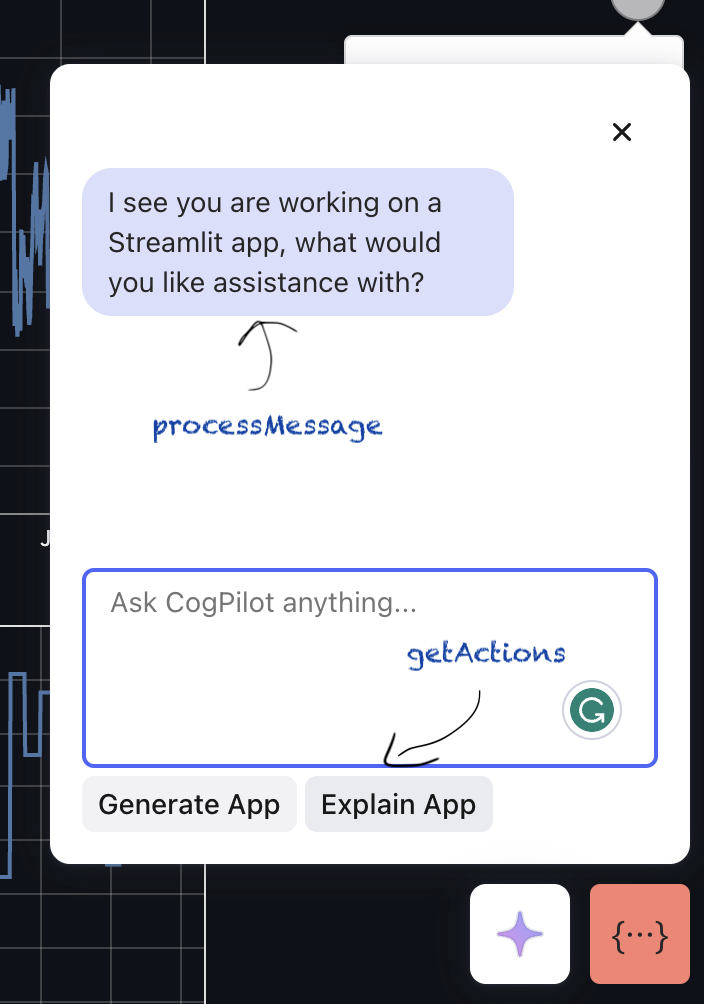 I see you are working on a
Streamlit app, what would
you like assistance with?
processMessage
J
Ask CogPilot anything...
getActions
G
Generate App
Explain App
{···}